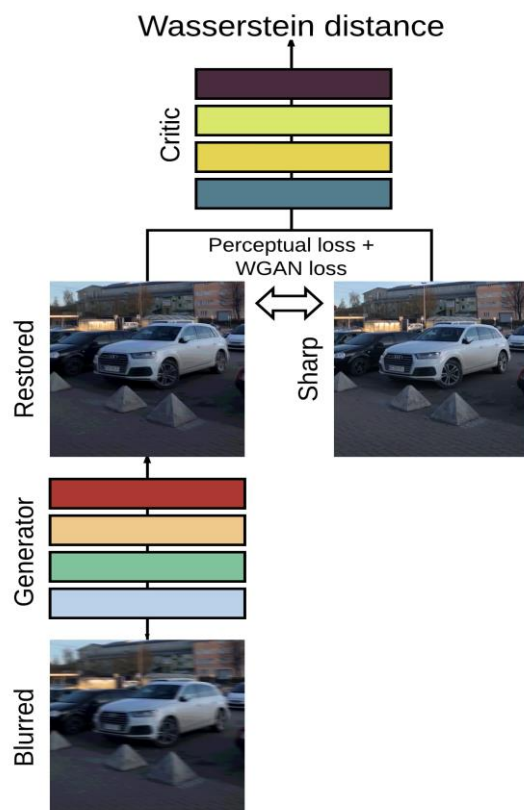 Wasserstein distance
Critic
Perceptual loss +
WGAN loss
Restored
Sharp
Generator
Blurred